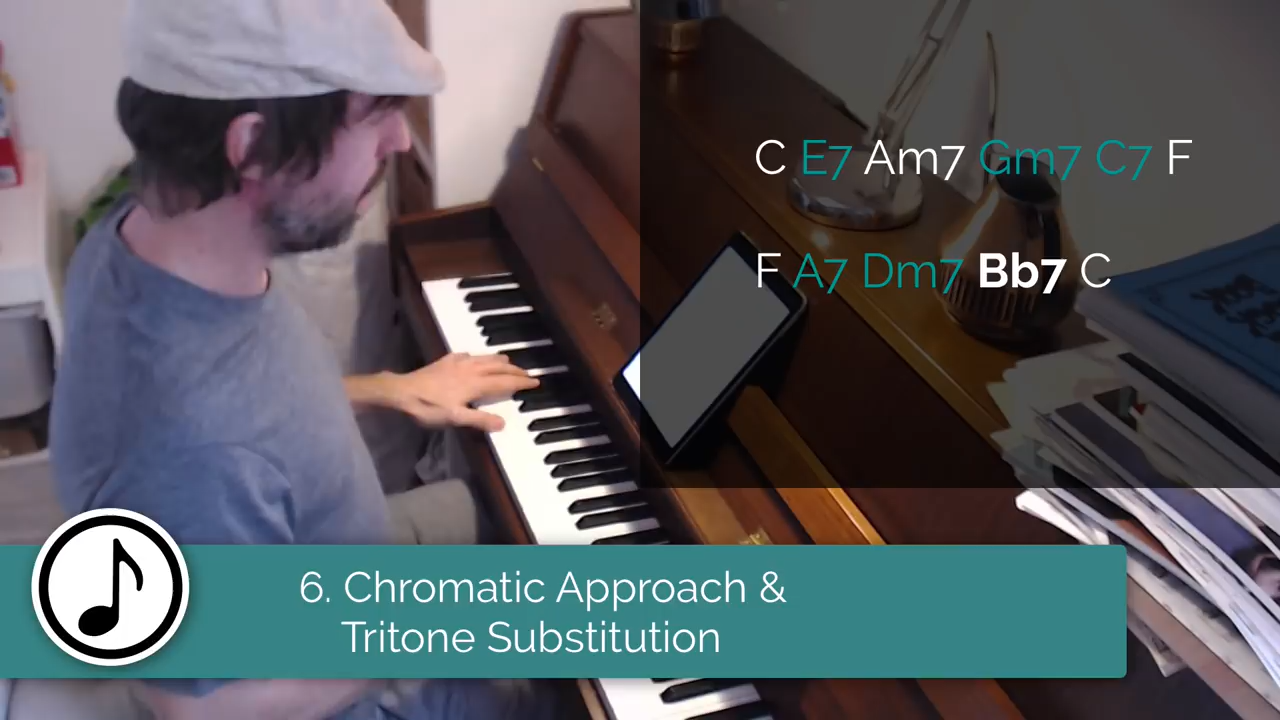 C E7 Am7 Gm7 C7 F
F A7 Dm7 Bb7 C
6. Chromatic Approach &
Tritone Substitution